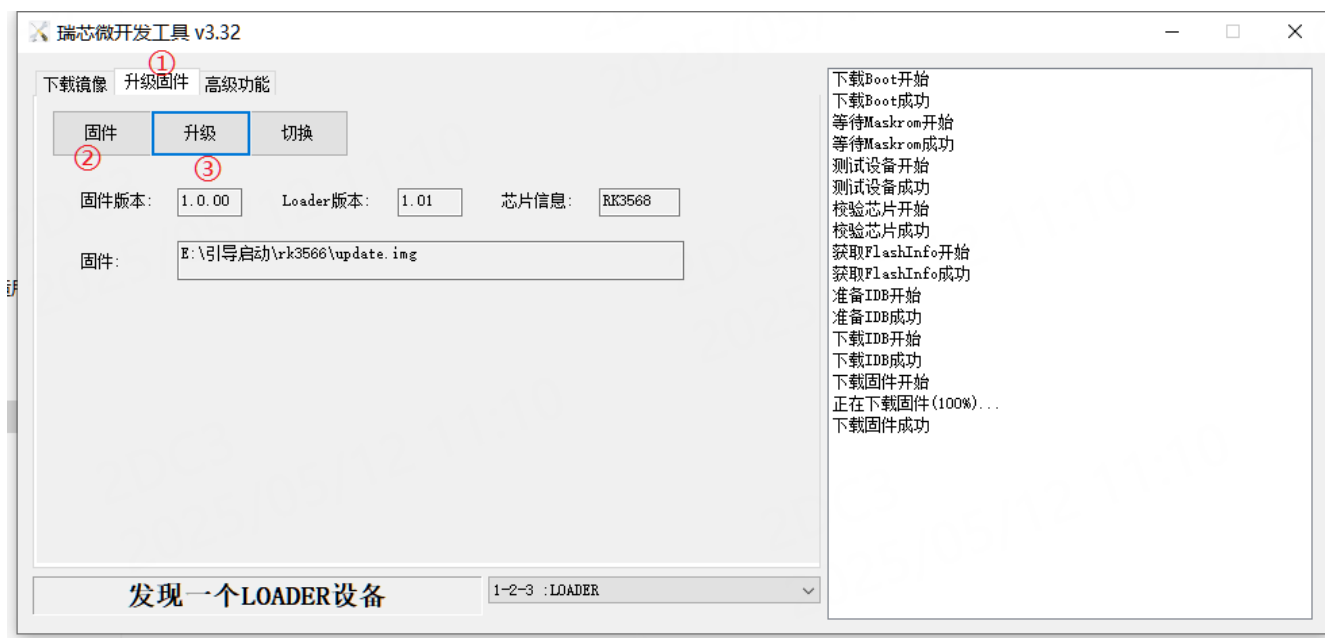 瑞芯微开发工具 v3.32
①
下载镜像 升级固件 高级功能
固件 升级 切换
②
③
固件版本: 1.0.00 Loader版本: 1.01 芯片信息: RK3568
固件: E:\引导启动\rk3566\update.img
发现一个LOADER设备
1-2-3 :LOADER
下载Boot开始
下载Boot成功
等待Maskrom开始
等待Maskrom成功
测试设备开始
测试设备成功
校验芯片开始
校验芯片成功
获取FlashInfo开始
获取FlashInfo成功
准备IDB开始
准备IDB成功
下载IDB开始
下载IDB成功
下载固件开始
正在下载固件(100%)...
下载固件成功